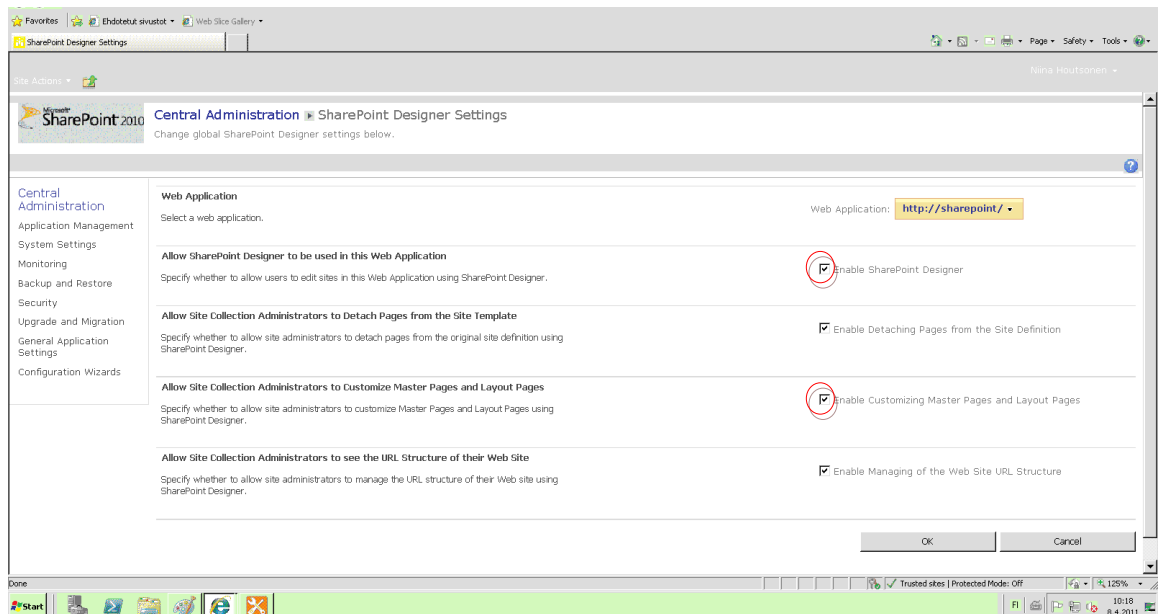 Favorites Ehdotetut sivustot Web Slice Gallery
SharePoint Designer Settings
Page Safety Tools
Site Actions
Niina Houtsonen
Microsoft
SharePoint 2010
Central Administration SharePoint Designer Settings
Change global SharePoint Designer settings below.
Central
Administration
Application Management
System Settings
Monitoring
Backup and Restore
Security
Upgrade and Migration
General Application
Settings
Configuration Wizards
Web Application
Select a web application.
Web Application: http://sharepoint/
Allow SharePoint Designer to be used in this Web Application
Specify whether to allow users to edit sites in this Web Application using SharePoint Designer.
Enable SharePoint Designer
Allow Site Collection Administrators to Detach Pages from the Site Template
Specify whether to allow site administrators to detach pages from the original site definition using
SharePoint Designer.
Enable Detaching Pages from the Site Definition
Allow Site Collection Administrators to Customize Master Pages and Layout Pages
Specify whether to allow site administrators to customize Master Pages and Layout Pages using
SharePoint Designer.
Enable Customizing Master Pages and Layout Pages
Allow Site Collection Administrators to see the URL Structure of their Web Site
Specify whether to allow site administrators to manage the URL structure of their Web site using
SharePoint Designer.
Enable Managing of the Web Site URL Structure
OK Cancel
Done
Trusted sites | Protected Mode: Off
125%
Start
FI
10:18
8.4.2011